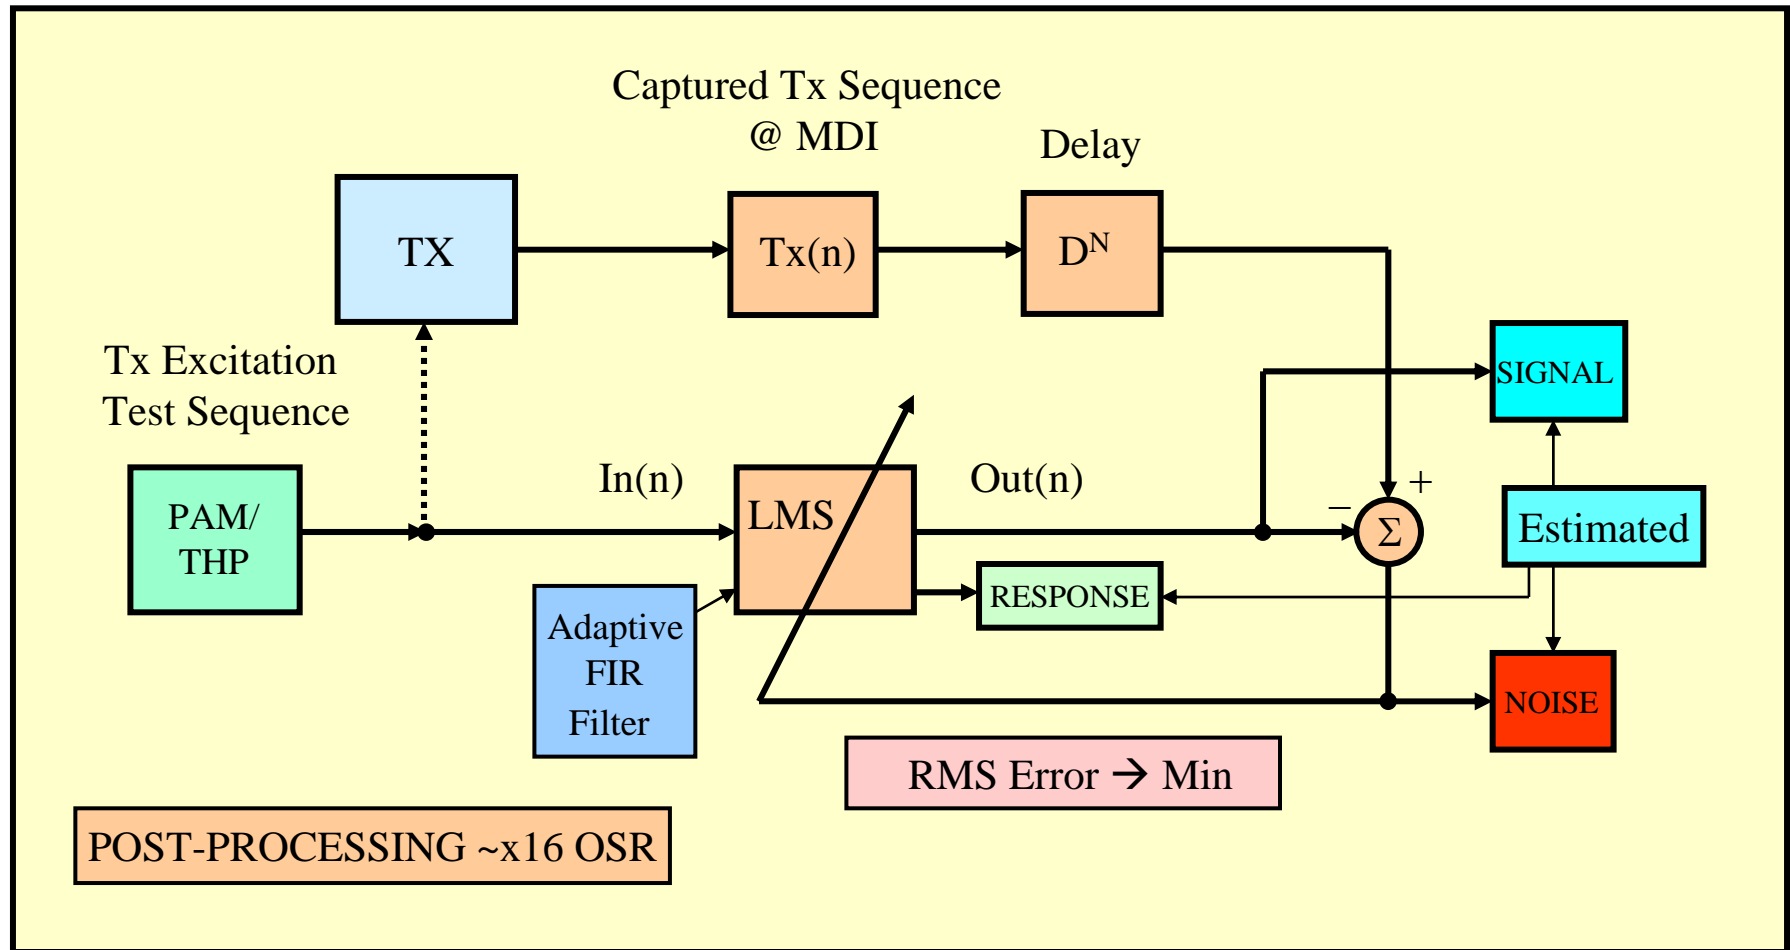 Captured Tx Sequence
@ MDI
Delay
TX
Tx(n)
D^N
Tx Excitation
Test Sequence
SIGNAL
In(n)
Out(n)
+
−
PAM/
THP
LMS
Σ
Estimated
RESPONSE
Adaptive
FIR
Filter
NOISE
RMS Error → Min
POST-PROCESSING ~x16 OSR